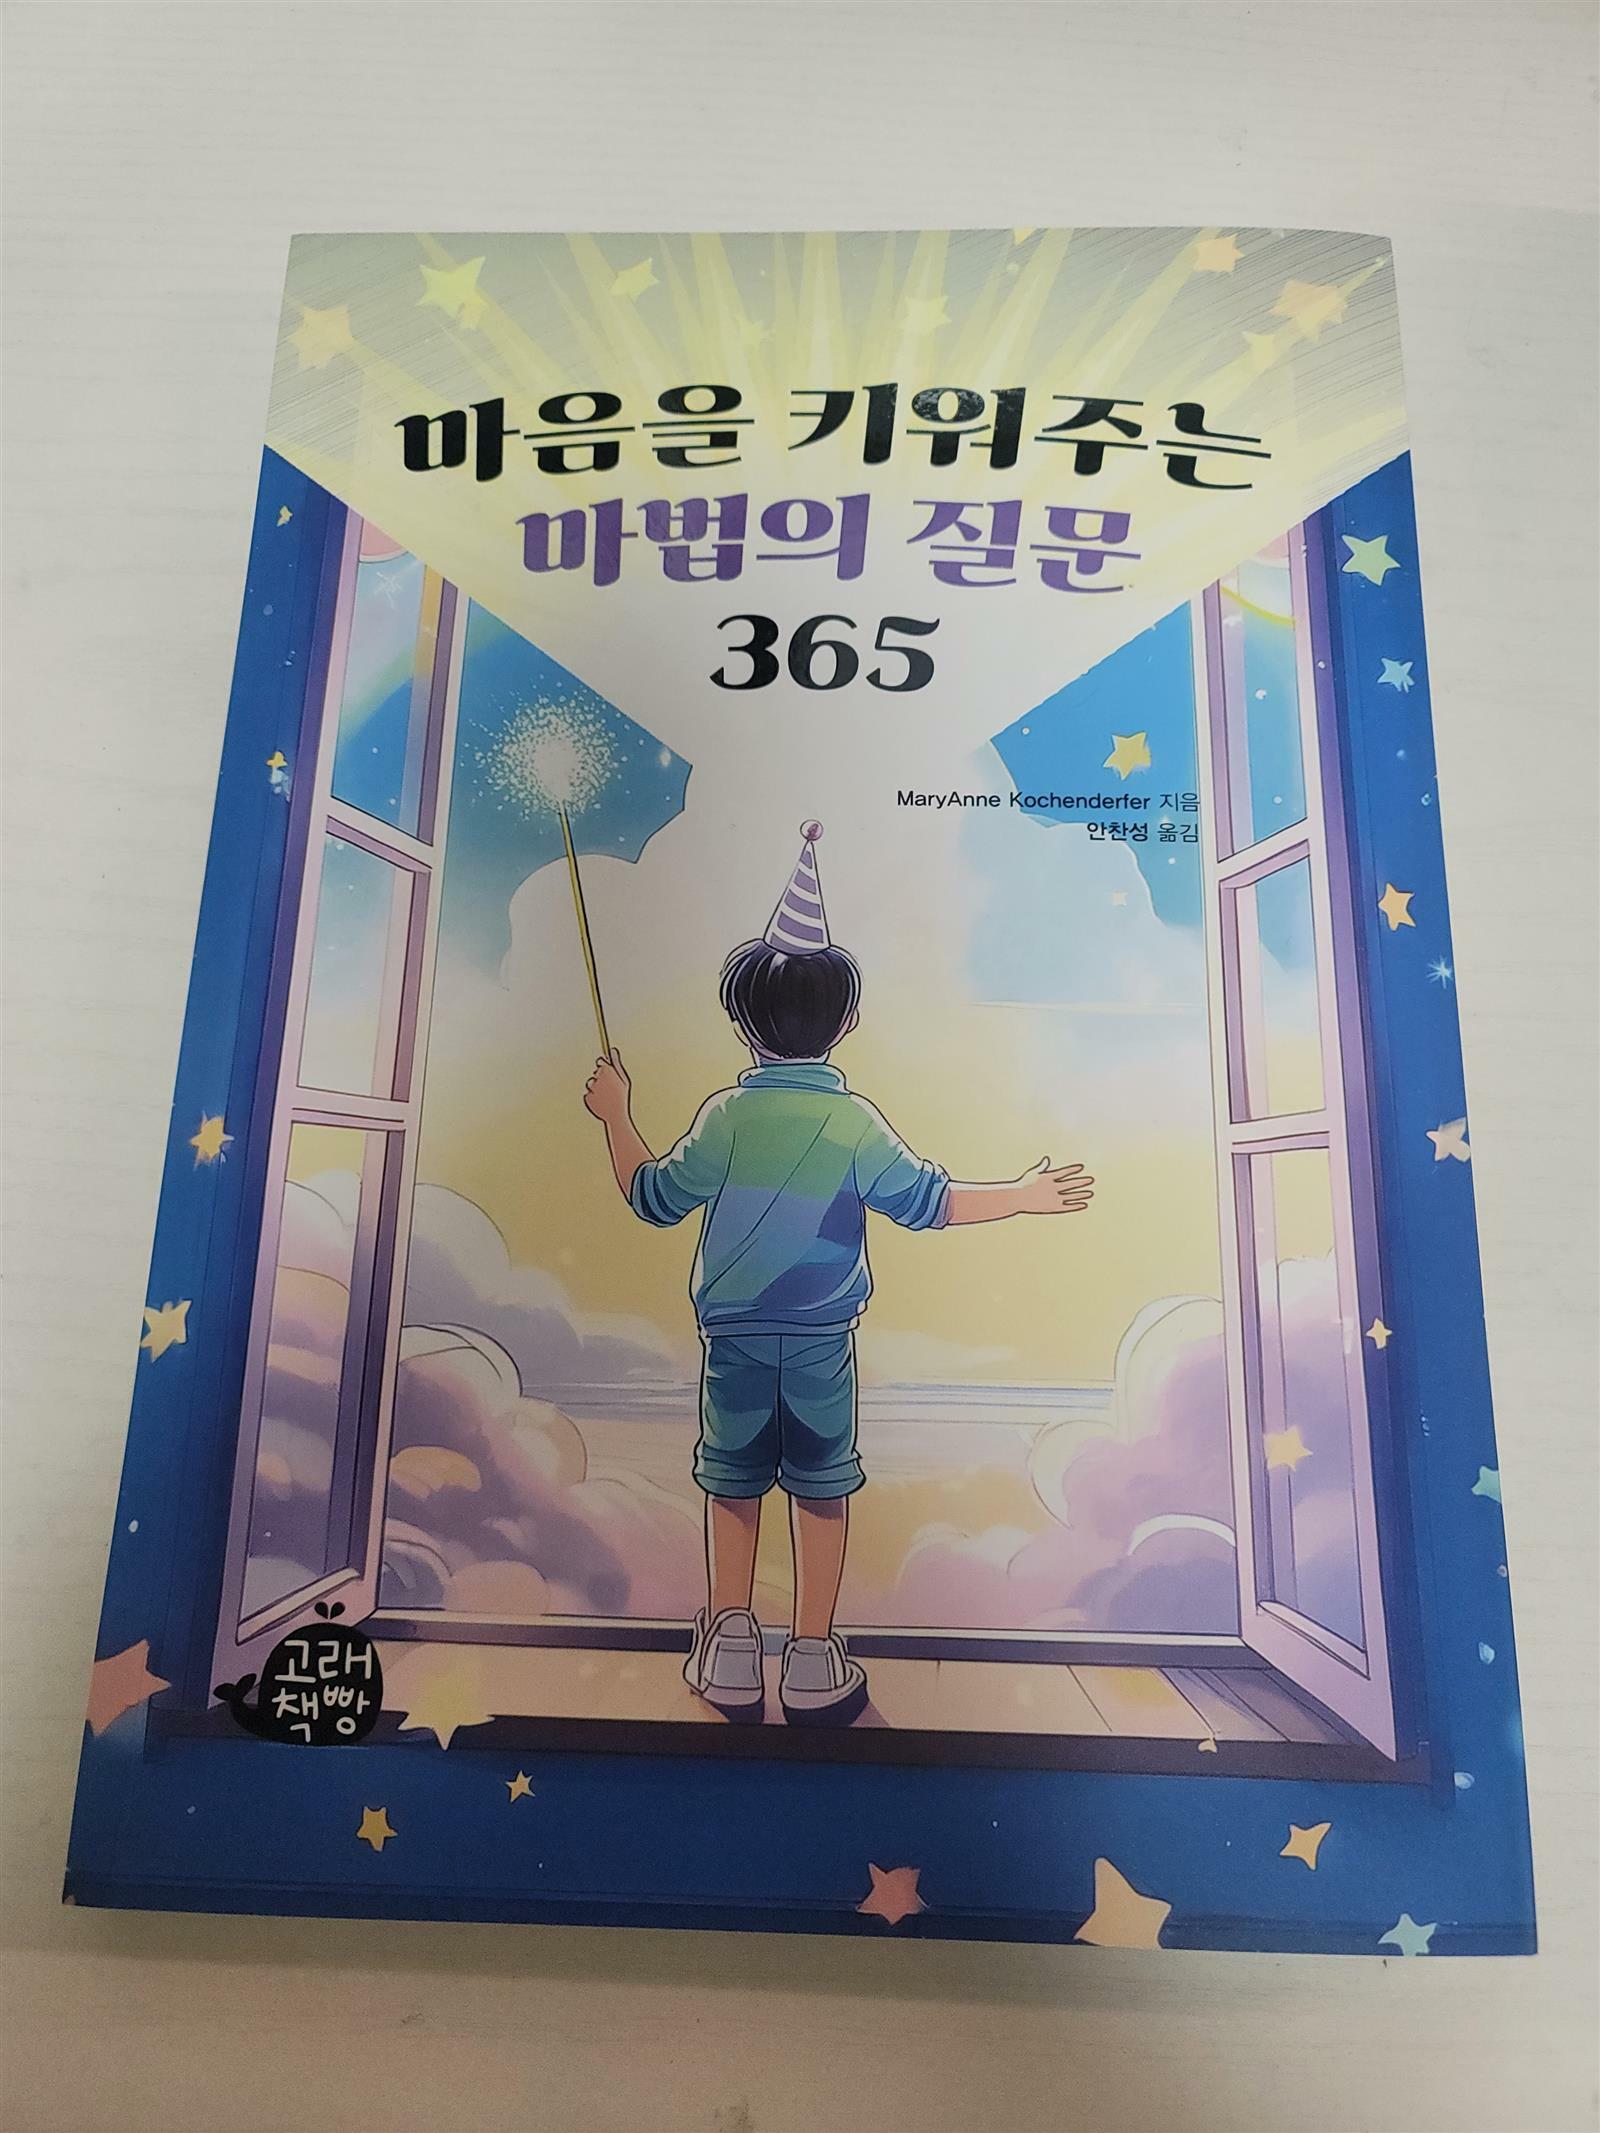 마음을 키워주는
마법의 질문
365
MaryAnne Kochenderfer 지음
안찬성 옮김
고래
책빵